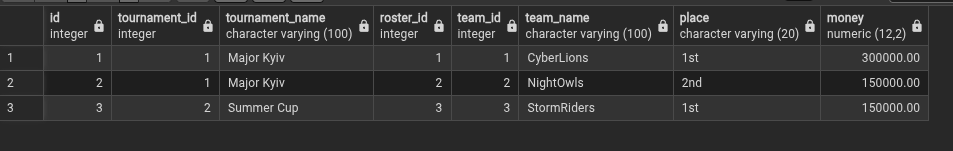 id tournament_id tournament_name roster_id team_id team_name place money
integer integer character varying (100) integer integer character varying (100) character varying (20) numeric (12,2)
1 1 1 Major Kyiv 1 1 CyberLions 1st 300000.00
2 2 1 Major Kyiv 2 2 NightOwls 2nd 150000.00
3 3 2 Summer Cup 3 3 StormRiders 1st 150000.00